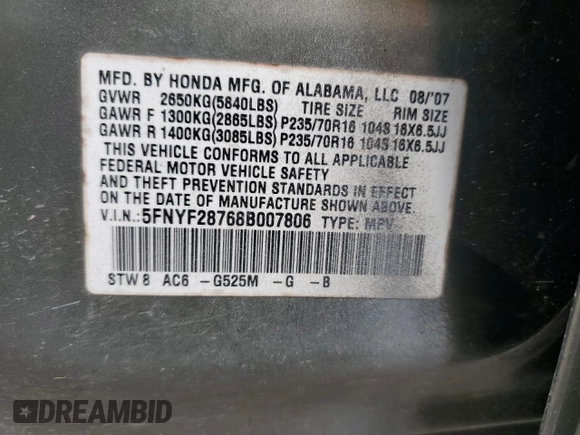 MFD. BY HONDA MFG. OF ALABAMA, LLC 08/'07
GVWR 2650KG(5840LBS) TIRE SIZE RIM SIZE
GAWR F 1300KG(2865LBS) P235/70R16 104S 16X6.5JJ
GAWR R 1400KG(3085LBS) P235/70R16 104S 16X6.5JJ
THIS VEHICLE CONFORMS TO ALL APPLICABLE
FEDERAL MOTOR VEHICLE SAFETY
AND THEFT PREVENTION STANDARDS IN EFFECT
ON THE DATE OF MANUFACTURE SHOWN ABOVE.
V.I.N.:5FNYF28768B007806 TYPE: MPV
STW8 AC6 -G525M -G -B
DREAMBID